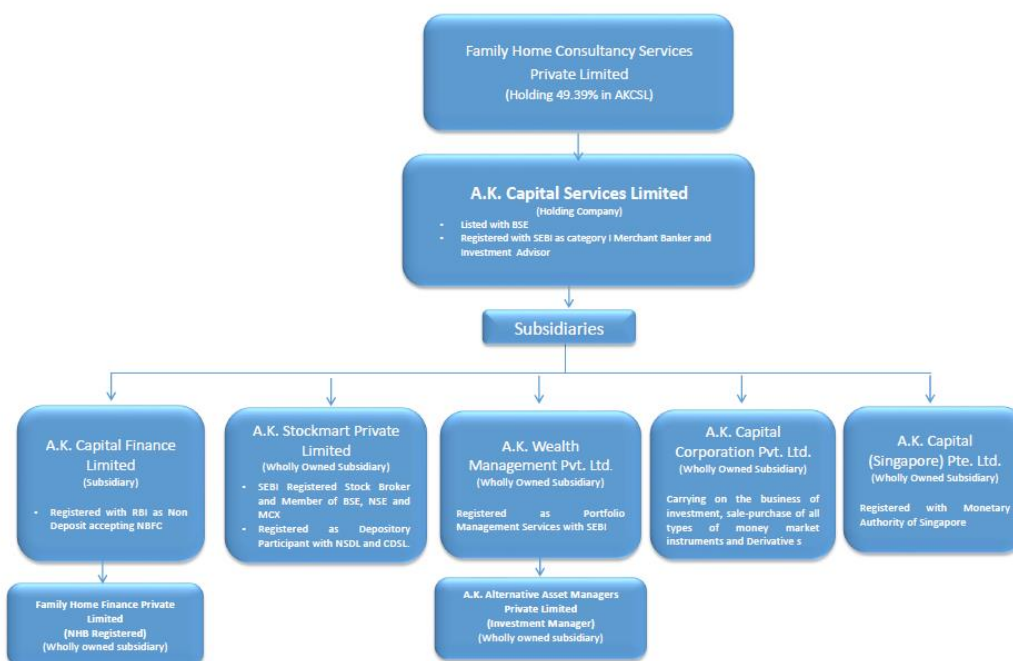 Family Home Consultancy Services
Private Limited
(Holding 49.39% in AKCSL)
A.K. Capital Services Limited
(Holding Company)
- Listed with BSE
- Registered with SEBI as category I Merchant Banker and
Investment Advisor
Subsidiaries
A.K. Capital Finance
Limited
(Subsidiary)
- Registered with RBI as Non
Deposit accepting NBFC
A.K. Stockmart Private
Limited
(Wholly Owned Subsidiary)
- SEBI Registered Stock Broker
and Member of BSE, NSE and
MCX
- Registered as Depository
Participant with NSDL and CDSL.
A.K. Wealth
Management Pvt. Ltd.
(Wholly Owned Subsidiary)
Registered as Portfolio
Management Services with SEBI
A.K. Capital
Corporation Pvt. Ltd.
(Wholly Owned Subsidiary)
Carrying on the business of
investment, sale-purchase of all
types of money market
instruments and Derivative s
A.K. Capital
(Singapore) Pte. Ltd.
(Wholly Owned Subsidiary)
Registered with Monetary
Authority of Singapore
Family Home Finance Private
Limited
(NHB Registered)
(Wholly owned subsidiary)
A.K. Alternative Asset Managers
Private Limited
(Investment Manager)
(Wholly owned subsidiary)